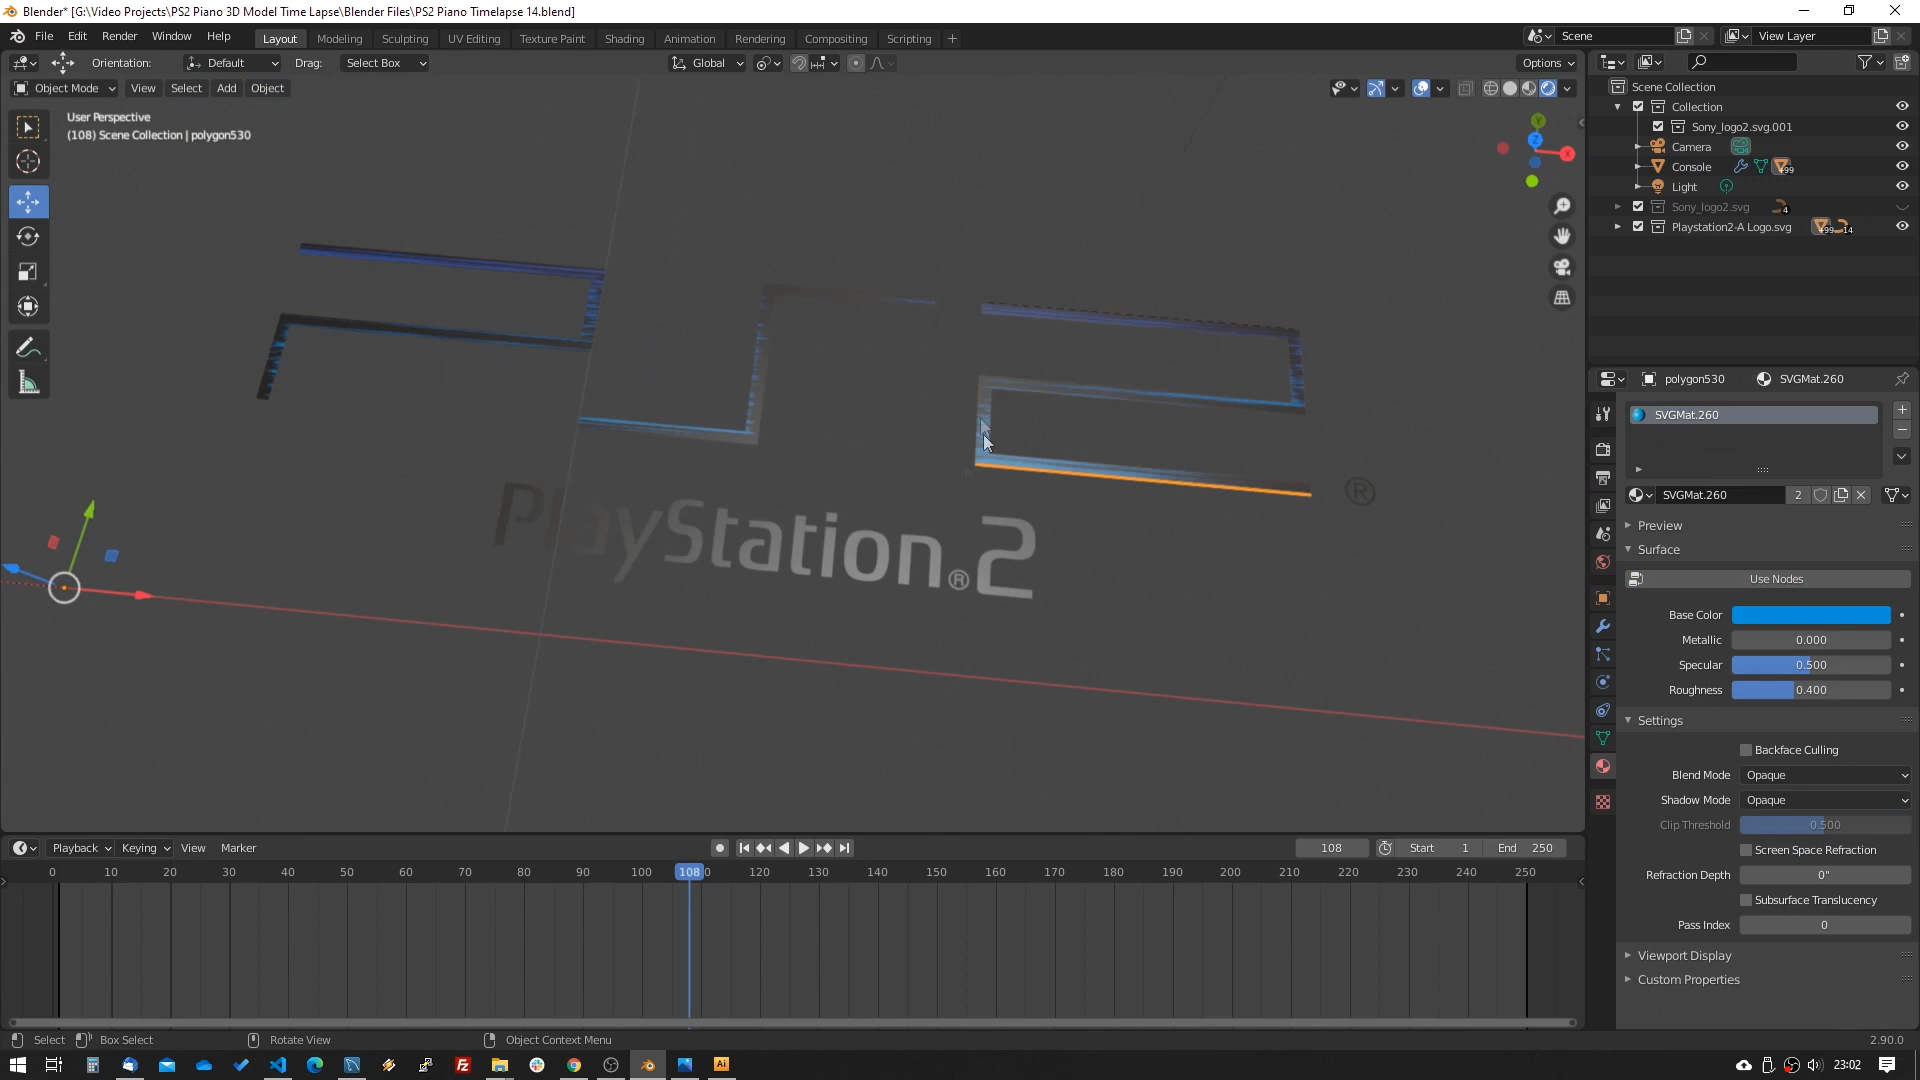 Blender* [G:\Video Projects\PS2 Piano 3D Model Time Lapse\Blender Files\PS2 Piano Timelapse 14.blend]
File Edit Render Window Help Layout Modeling Sculpting UV Editing Texture Paint Shading Animation Rendering Compositing Scripting + Scene View Layer
Orientation: Default Drag: Select Box Global Options
Object Mode View Select Add Object
User Perspective
(108) Scene Collection | polygon530
Y
Z
X
PlayStation®2
®
Scene Collection
Collection
Sony_logo2.svg.001
Camera
Console +99
Light
Sony_logo2.svg 4
Playstation2-A Logo.svg +99 14
polygon530 SVGMat.260
SVGMat.260
SVGMat.260 2
Preview
Surface
Use Nodes
Base Color
Metallic 0.000
Specular 0.500
Roughness 0.400
Settings
Backface Culling
Blend Mode Opaque
Shadow Mode Opaque
Clip Threshold 0.500
Screen Space Refraction
Refraction Depth 0"
Subsurface Translucency
Pass Index 0
Viewport Display
Custom Properties
Playback Keying View Marker 108 Start 1 End 250
0 10 20 30 40 50 60 70 80 90 100 108 0 120 130 140 150 160 170 180 190 200 210 220 230 240 250
Select Box Select Rotate View Object Context Menu 2.90.0
Fz Ai 23:02